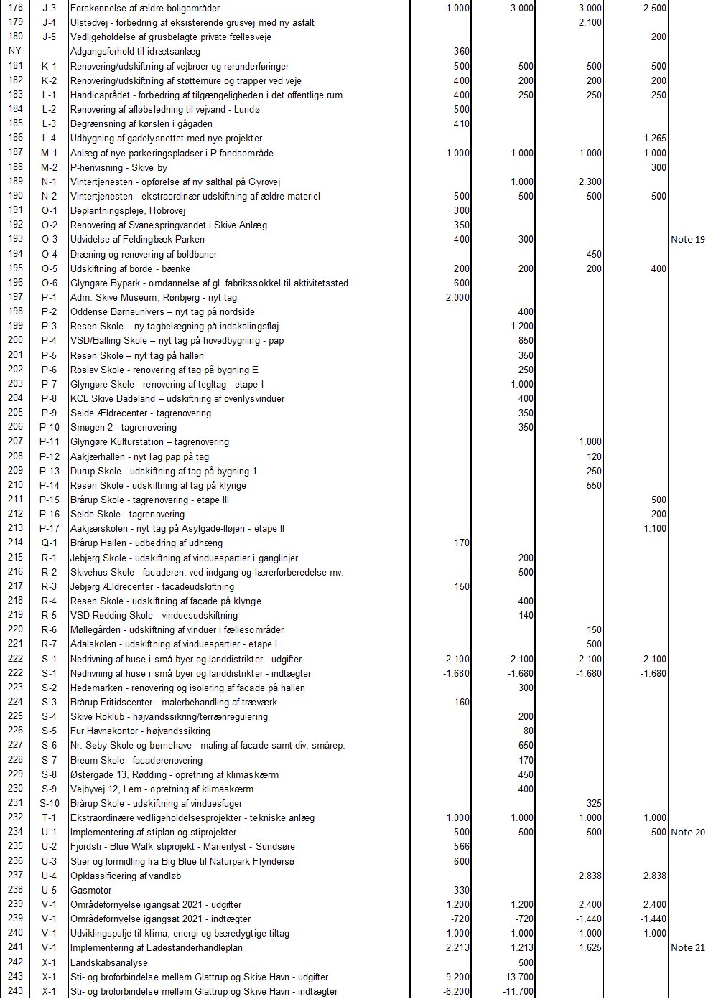 178 J-3 Forskønnelse af ældre boligområder 1.000 3.000 3.000 2.500
179 J-4 Ulstedvej - forbedring af eksisterende grusvej med ny asfalt 2.100
180 J-5 Vedligeholdelse af grusbelagte private fællesveje 200
NY Adgangsforhold til idrætsanlæg 360
181 K-1 Renovering/udskiftning af vejbroer og rørunderføringer 500 500 500 500
182 K-2 Renovering/udskiftning af støttemure og trapper ved veje 400 200 200 200
183 L-1 Handicaprådet - forbedring af tilgængeligheden i det offentlige rum 400 250 250 250
184 L-2 Renovering af afløbsledning til vejvand - Lundø 500
185 L-3 Begrænsning af kørslen i gågaden 410
186 L-4 Udbygning af gadelysnettet med nye projekter 1.265
187 M-1 Anlæg af nye parkeringspladser i P-fondsområde 1.000 1.000 1.000 1.000
188 M-2 P-henvisning - Skive by 300
189 N-1 Vintertjenesten - opførelse af ny salthal på Gyrovej 1.000 2.300
190 N-2 Vintertjenesten - ekstraordinær udskiftning af ældre materiel 500 500 500 500
191 O-1 Beplantningspleje, Hobrovej 300
192 O-2 Renovering af Svanespringvandet i Skive Anlæg 350
193 O-3 Udvidelse af Feldingbæk Parken 400 300 Note 19
194 O-4 Dræning og renovering af boldbaner 450
195 O-5 Udskiftning af borde - bænke 200 200 200 400
196 O-6 Glyngøre Bypark - omdannelse af gl. fabrikssokkel til aktivitetssted 600
197 P-1 Adm. Skive Museum, Rønbjerg - nyt tag 2.000
198 P-2 Oddense Børneunivers – nyt tag på nordside 400
199 P-3 Resen Skole – ny tagbelægning på indskolingsfløj 1.200
200 P-4 VSD/Balling Skole – nyt tag på hovedbygning - pap 850
201 P-5 Resen Skole – nyt tag på hallen 350
202 P-6 Roslev Skole - renovering af tag på bygning E 250
203 P-7 Glyngøre Skole - renovering af tegltag - etape I 1.000
204 P-8 KCL Skive Badeland – udskiftning af ovenlysvinduer 400
205 P-9 Selde Ældrecenter - tagrenovering 350
206 P-10 Smøgen 2 - tagrenovering 350
207 P-11 Glyngøre Kulturstation – tagrenovering 1.000
208 P-12 Aakjærhallen - nyt lag pap på tag 120
209 P-13 Durup Skole - udskiftning af tag på bygning 1 250
210 P-14 Resen Skole - udskiftning af tag på klynge 550
211 P-15 Brårup Skole - tagrenovering - etape III 500
212 P-16 Selde Skole - tagrenovering 200
213 P-17 Aakjærskolen - nyt tag på Asylgade-fløjen - etape II 1.100
214 Q-1 Brårup Hallen - udbedring af udhæng 170
215 R-1 Jebjerg Skole - udskiftning af vinduespartier i ganglinjer 200
216 R-2 Skivehus Skole - facaderen. ved indgang og lærerforberedelse mv. 500
217 R-3 Jebjerg Ældrecenter - facadeudskiftning 150
218 R-4 Resen Skole - udskiftning af facade på klynge 400
219 R-5 VSD Rødding Skole - vinduesudskiftning 140
220 R-6 Møllegården - udskiftning af vinduer i fællesområder 150
221 R-7 Ådalskolen - udskiftning af vinduespartier - etape I 500
222 S-1 Nedrivning af huse i små byer og landdistrikter - udgifter 2.100 2.100 2.100 2.100
222 S-1 Nedrivning af huse i små byer og landdistrikter - indtægter -1.680 -1.680 -1.680 -1.680
223 S-2 Hedemarken - renovering og isolering af facade på hallen 300
224 S-3 Brårup Fritidscenter - malerbehandling af træværk 160
225 S-4 Skive Roklub - højvandssikring/terrænregulering 200
226 S-5 Fur Havnekontor - højvandssikring 80
227 S-6 Nr. Søby Skole og børnehave - maling af facade samt div. smårep. 650
228 S-7 Breum Skole - facaderenovering 170
229 S-8 Østergade 13, Rødding - opretning af klimaskærm 450
230 S-9 Vejbyvej 12, Lem - opretning af klimaskærm 400
231 S-10 Brårup Skole - udskiftning af vinduesfuger 325
232 T-1 Ekstraordinære vedligeholdelsesprojekter - tekniske anlæg 1.000 1.000 1.000 1.000
234 U-1 Implementering af stiplan og stiprojekter 500 500 500 500 Note 20
235 U-2 Fjordsti - Blue Walk stiprojekt - Marienlyst - Sundsøre 566
236 U-3 Stier og formidling fra Big Blue til Naturpark Flyndersø 600
237 U-4 Opklassificering af vandløb 2.838 2.838
238 U-5 Gasmotor 330
239 V-1 Områdefornyelse igangsat 2021 - udgifter 1.200 1.200 2.400 2.400
239 V-1 Områdefornyelse igangsat 2021 - indtægter -720 -720 -1.440 -1.440
240 V-1 Udviklingspulje til klima, energi og bæredygtige tiltag 1.000 1.000 1.000 1.000
241 V-1 Implementering af Ladestanderhandleplan 2.213 1.213 1.625 Note 21
242 X-1 Landskabsanalyse 500
243 X-1 Sti- og broforbindelse mellem Glattrup og Skive Havn - udgifter 9.200 13.700
243 X-1 Sti- og broforbindelse mellem Glattrup og Skive Havn - indtægter -6.200 -11.700